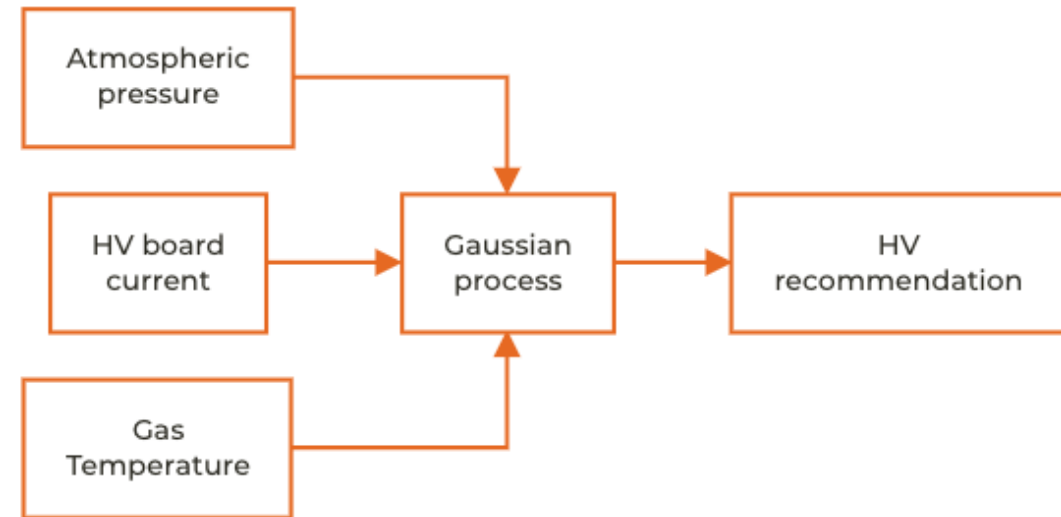 Atmospheric
pressure
HV board
current
Gaussian
process
HV
recommendation
Gas
Temperature